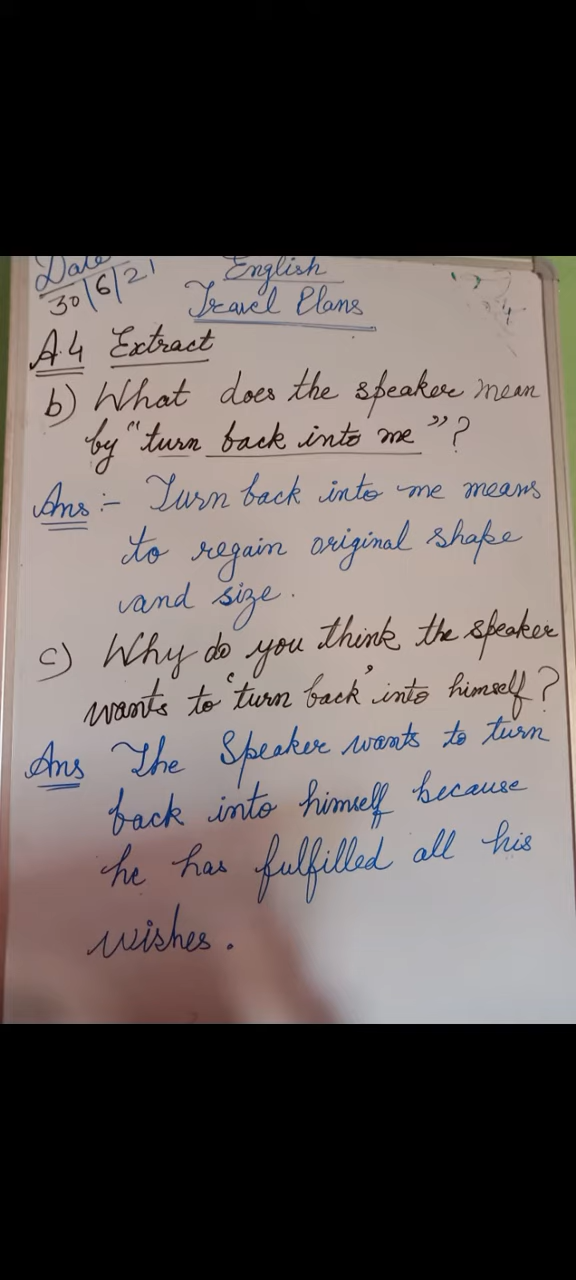 Date
30/6/21
English
Travel Plans
A.4 Extract
b) What does the speaker mean
by "turn back into me"?
Ans :- Turn back into me means
to regain original shape
and size.
c) Why do you think the speaker
wants to 'turn back' into himself?
Ans The Speaker wants to turn
back into himself because
he has fulfilled all his
wishes.